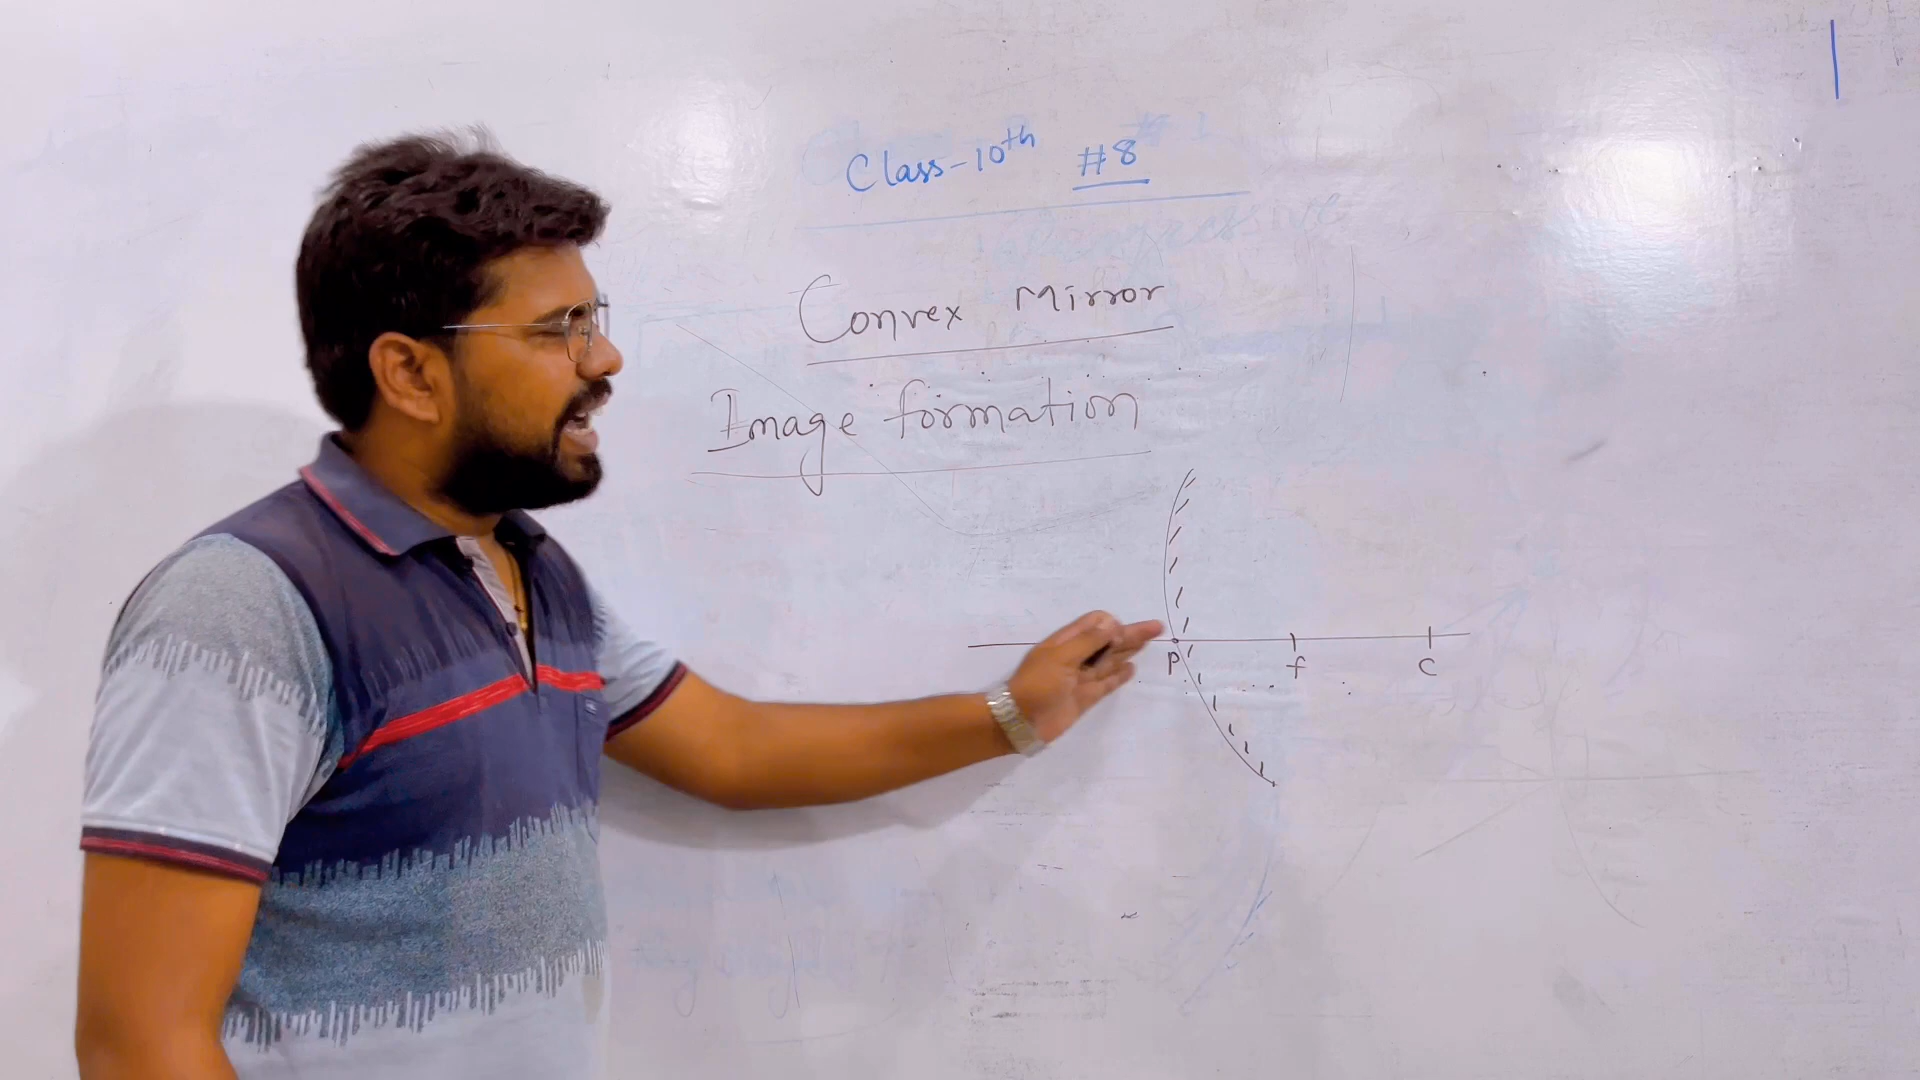 Class-10th #8
Convex Mirror
Image formation
P f C